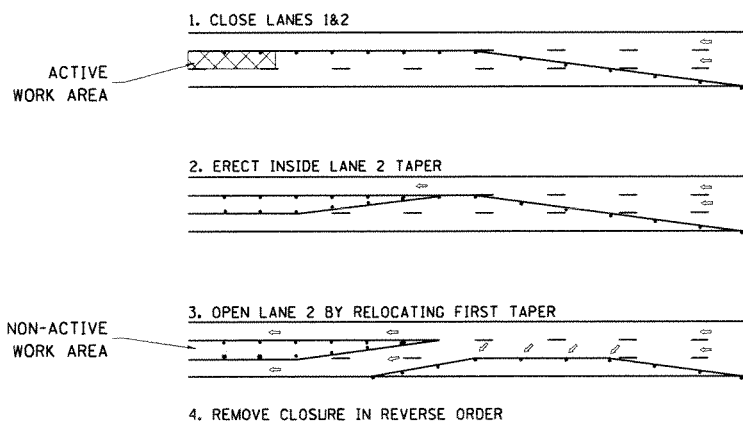 1. CLOSE LANES 1&2
ACTIVE
WORK AREA
2. ERECT INSIDE LANE 2 TAPER
3. OPEN LANE 2 BY RELOCATING FIRST TAPER
NON-ACTIVE
WORK AREA
4. REMOVE CLOSURE IN REVERSE ORDER